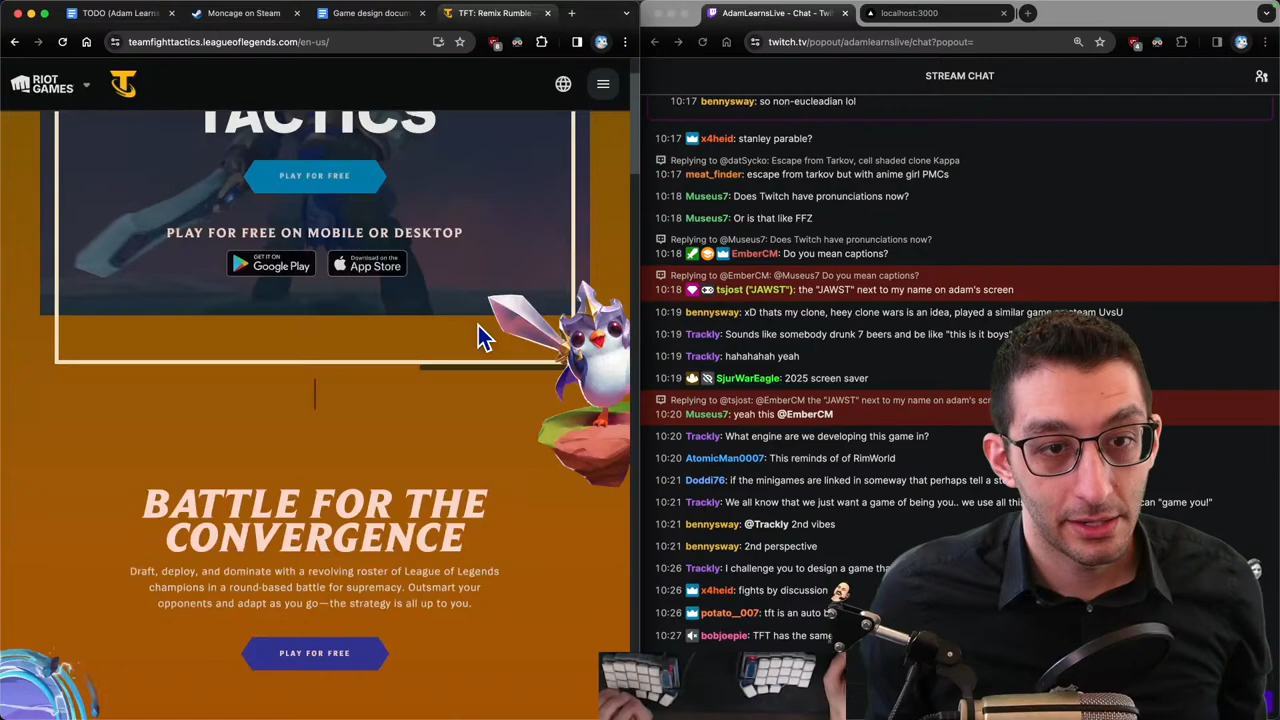 TODO (Adam Learns
Moncage on Steam
Game design docum
TFT: Remix Rumble
AdamLearnsLive - Chat - Twi
localhost:3000
teamfighttactics.leagueoflegends.com/en-us/
twitch.tv/popout/adamlearnslive/chat?popout=
RIOT GAMES
TACTICS
PLAY FOR FREE
PLAY FOR FREE ON MOBILE OR DESKTOP
GET IT ON
Google Play
Download on the
App Store
BATTLE FOR THE
CONVERGENCE
Draft, deploy, and dominate with a revolving roster of League of Legends
champions in a round-based battle for supremacy. Outsmart your
opponents and adapt as you go—the strategy is all up to you.
PLAY FOR FREE
STREAM CHAT
10:17 bennysway: so non-eucleadian lol
10:17 x4heid: stanley parable?
Replying to @datSycko: Escape from Tarkov, cell shaded clone Kappa
10:17 meat_finder: escape from tarkov but with anime girl PMCs
10:18 Museus7: Does Twitch have pronunciations now?
10:18 Museus7: Or is that like FFZ
Replying to @Museus7: Does Twitch have pronunciations now?
10:18 EmberCM: Do you mean captions?
Replying to @EmberCM: @Museus7 Do you mean captions?
10:18 tsjost ("JAWST"): the "JAWST" next to my name on adam's screen
10:19 bennysway: xD thats my clone, heey clone wars is an idea, played a similar game on steam UvsU
10:19 Trackly: Sounds like somebody drunk 7 beers and be like "this is it boys"
10:19 Trackly: hahahahah yeah
10:19 SjurWarEagle: 2025 screen saver
Replying to @tsjost: @EmberCM the "JAWST" next to my name on adam's scr
10:20 Museus7: yeah this @EmberCM
10:20 Trackly: What engine are we developing this game in?
10:20 AtomicMan0007: This reminds of of RimWorld
10:21 Doddi76: if the minigames are linked in someway that perhaps tell a st
10:21 Trackly: We all know that we just want a game of being you.. we use all thi can "game you!"
10:21 bennysway: @Trackly 2nd vibes
10:21 bennysway: 2nd perspective
10:26 Trackly: I challenge you to design a game tha
10:26 x4heid: fights by discussion
10:26 potato__007: tft is an auto b
10:27 bobjoepie: TFT has the same